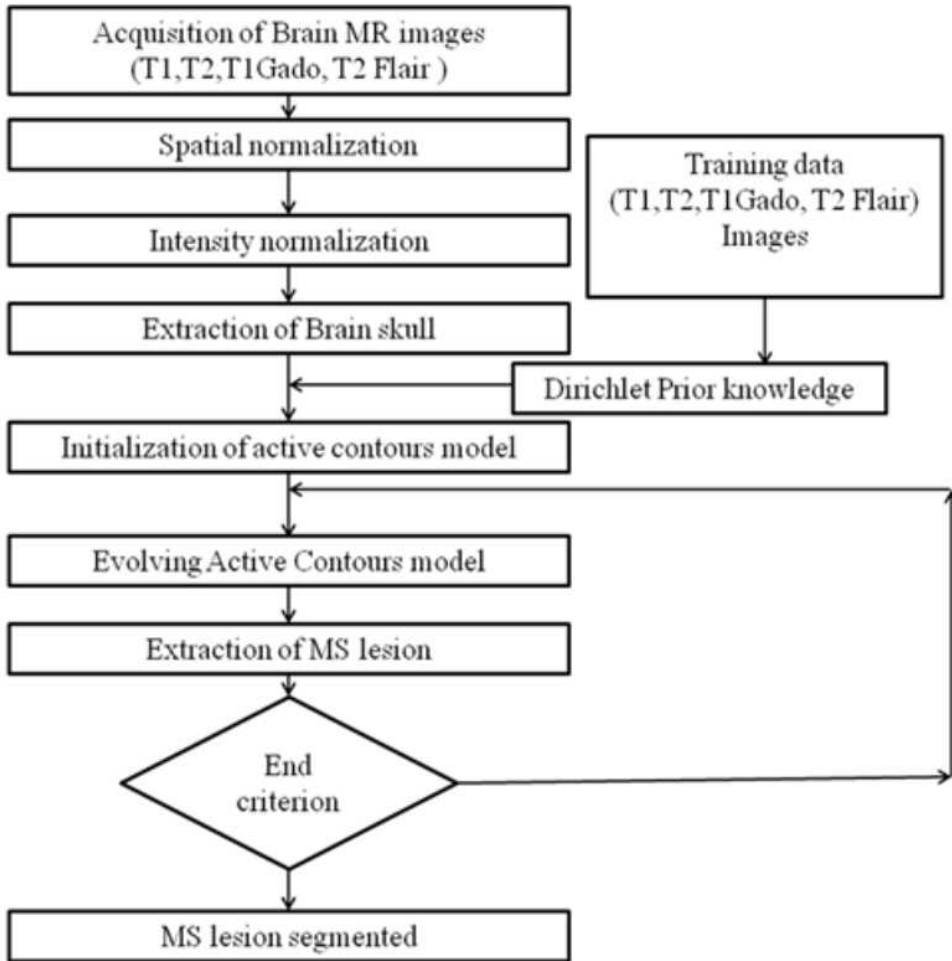 Acquisition of Brain MR images
(T1,T2,T1Gado, T2 Flair )
Spatial normalization
Intensity normalization
Extraction of Brain skull
Training data
(T1,T2,T1Gado, T2 Flair)
Images
Dirichlet Prior knowledge
Initialization of active contours model
Evolving Active Contours model
Extraction of MS lesion
End
criterion
MS lesion segmented